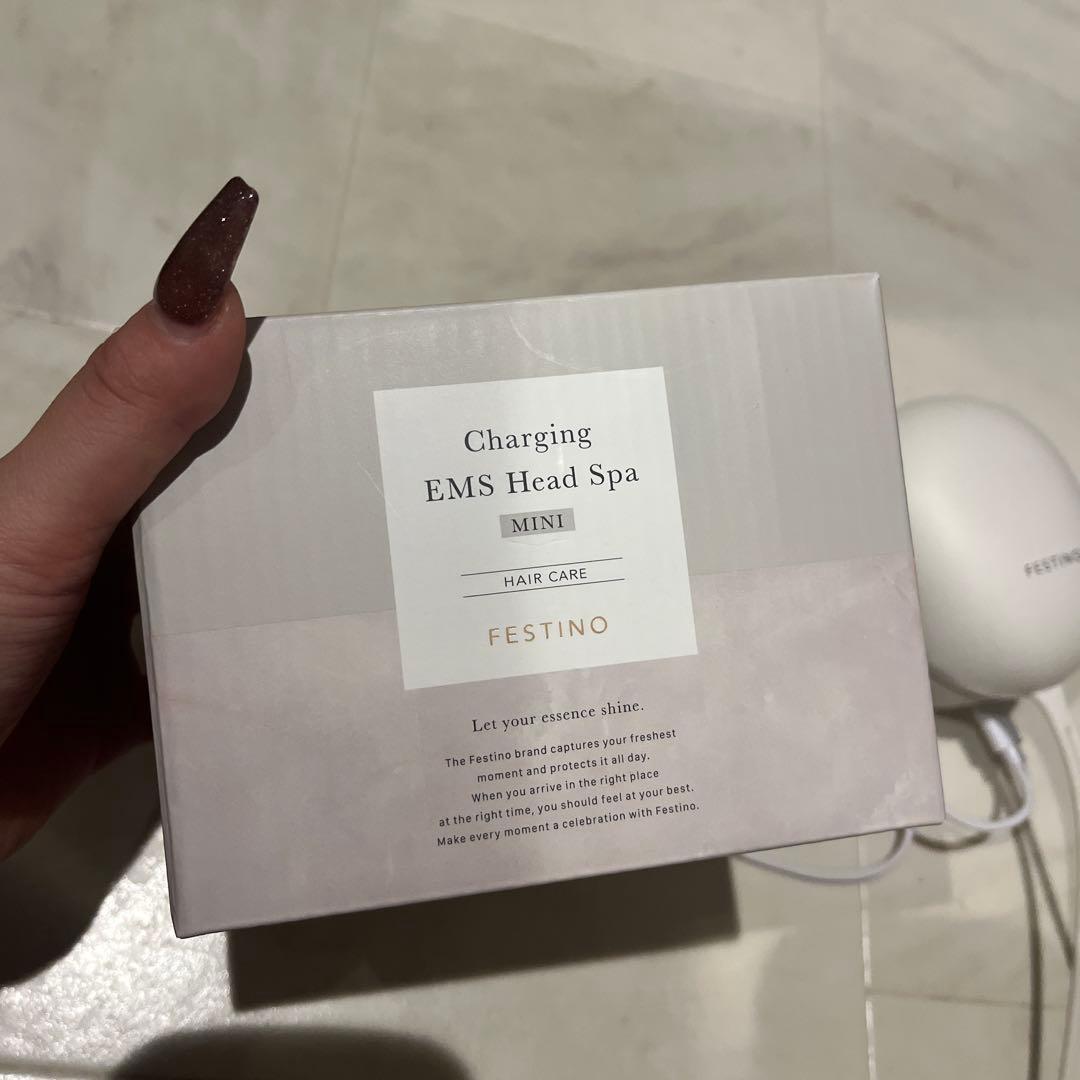 Charging
EMS Head Spa
MINI
HAIR CARE
FESTINO
Let your essence shine.
The Festino brand captures your freshest
moment and protects it all day.
When you arrive in the right place
at the right time, you should feel at your best.
Make every moment a celebration with Festino.
FESTINO